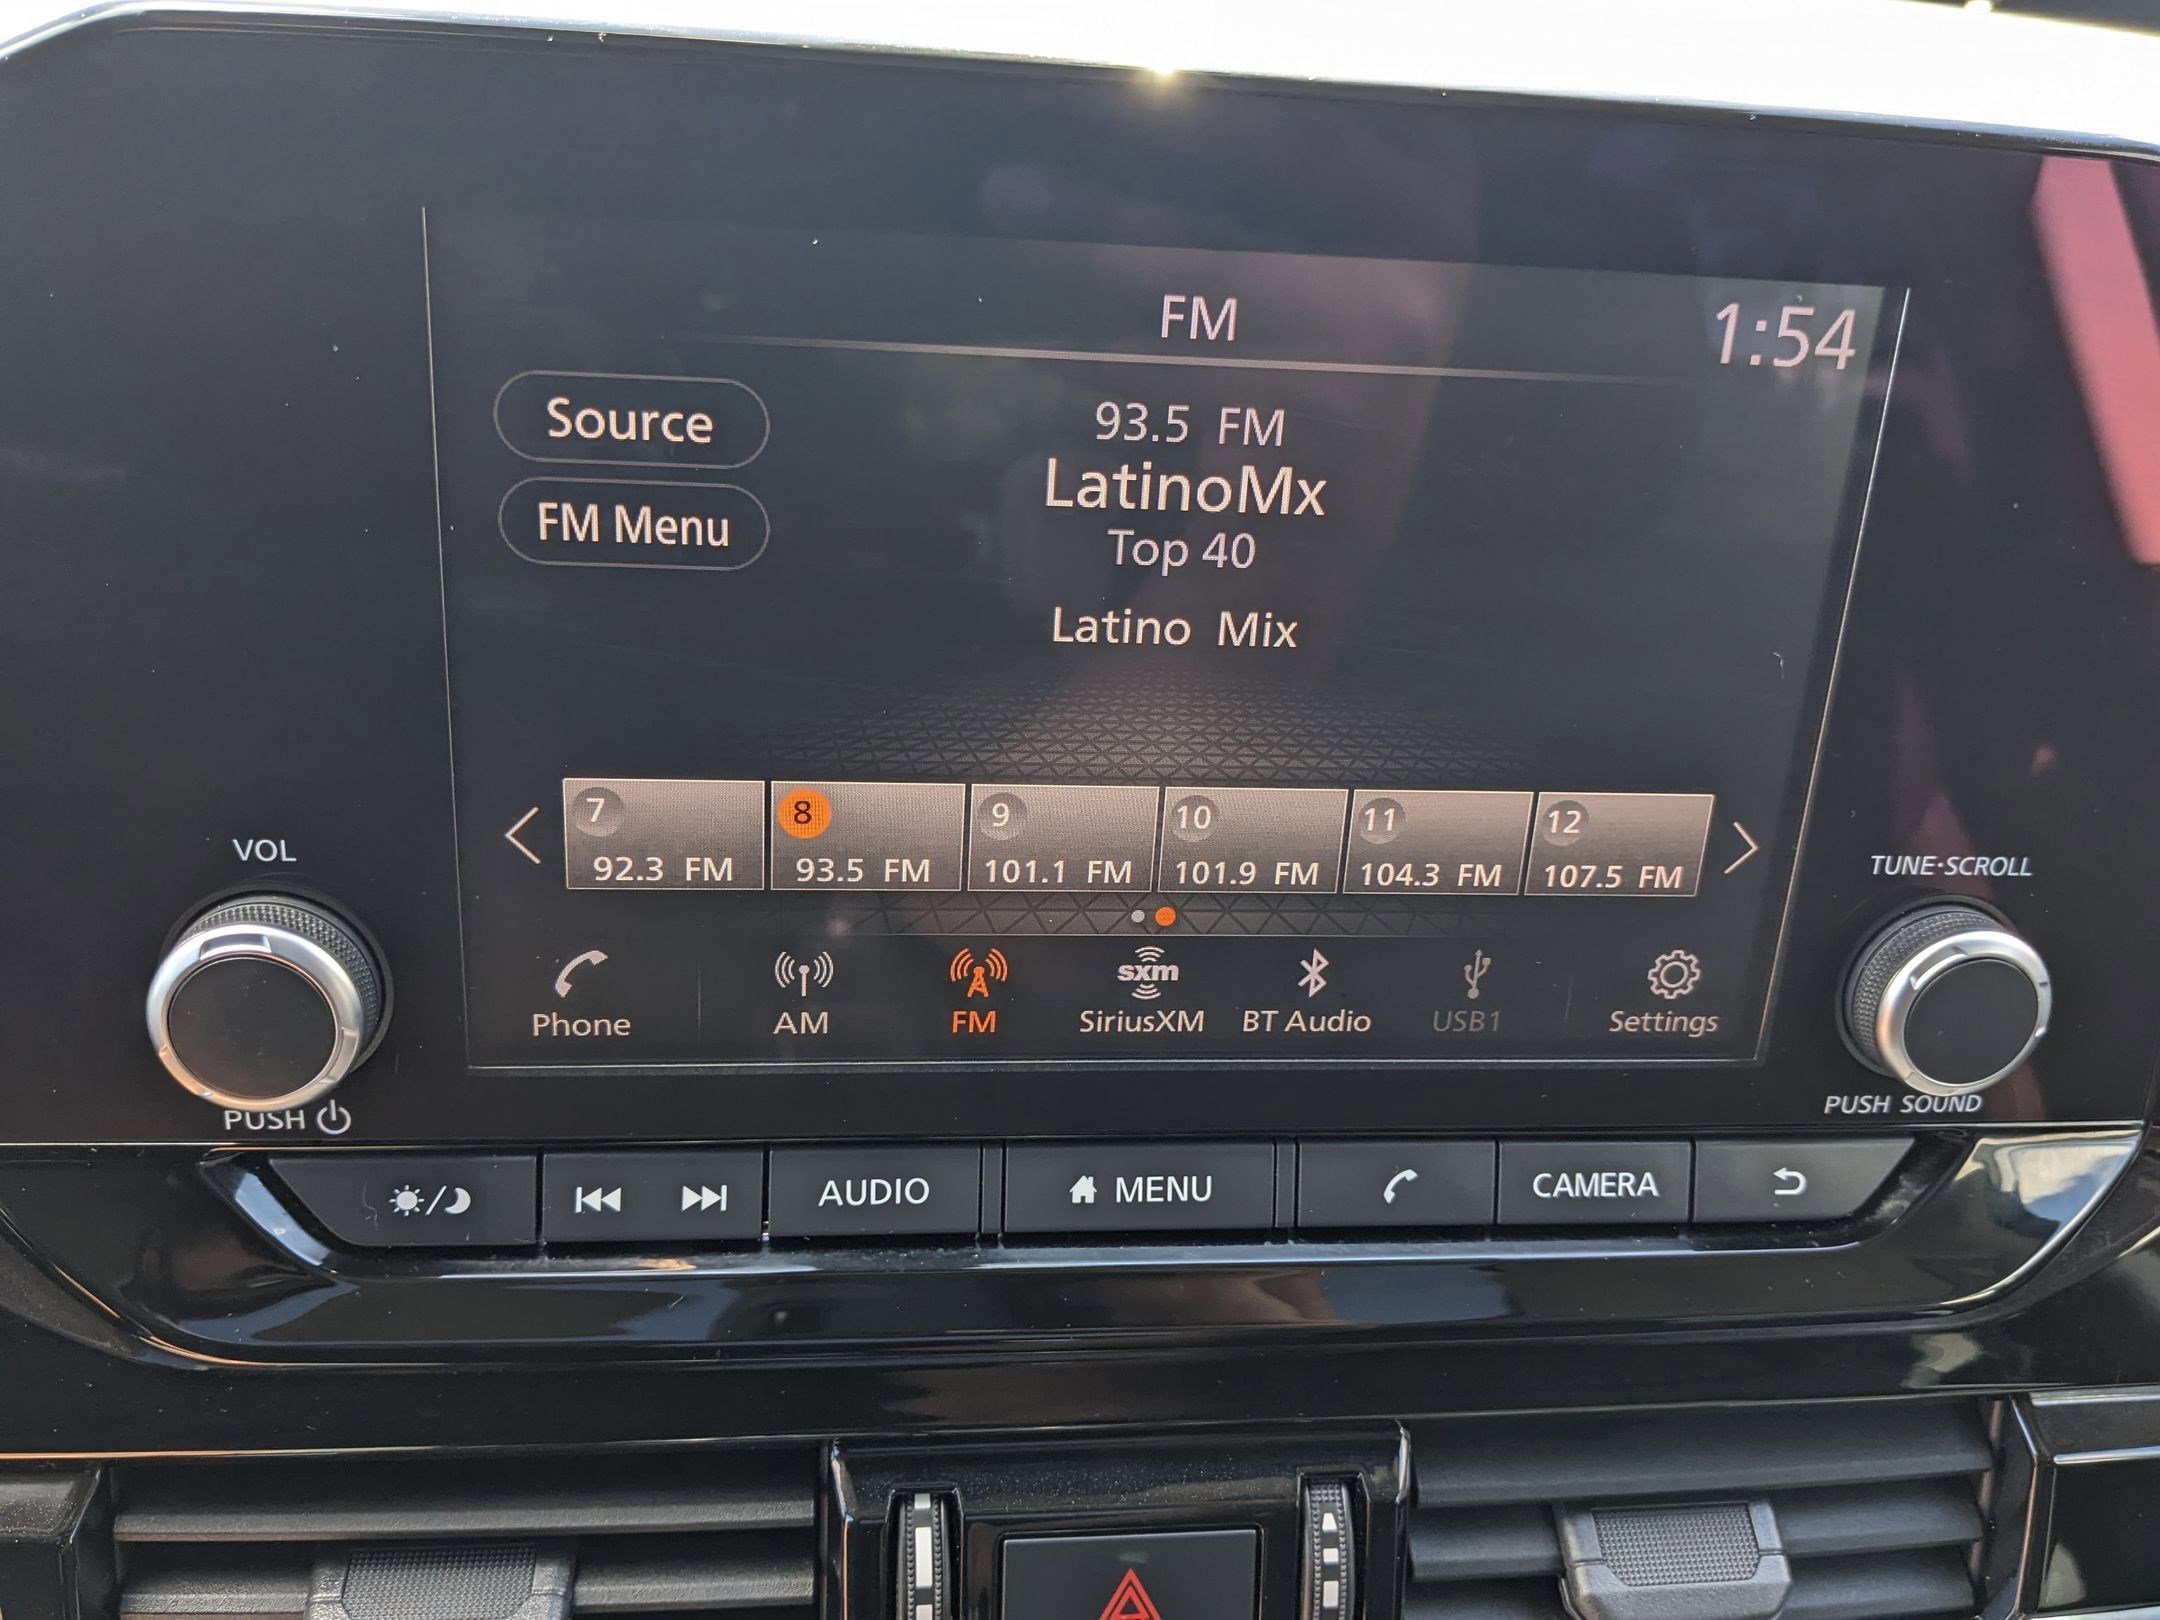 FM
1:54
Source
93.5 FM
LatinoMx
FM Menu
Top 40
Latino Mix
7
8
9
10
11
12
92.3 FM
93.5 FM
101.1 FM
101.9 FM
104.3 FM
107.5 FM
VOL
TUNE·SCROLL
sxm
Phone
AM
FM
SiriusXM
BT Audio
USB1
Settings
PUSH
PUSH SOUND
AUDIO
MENU
CAMERA